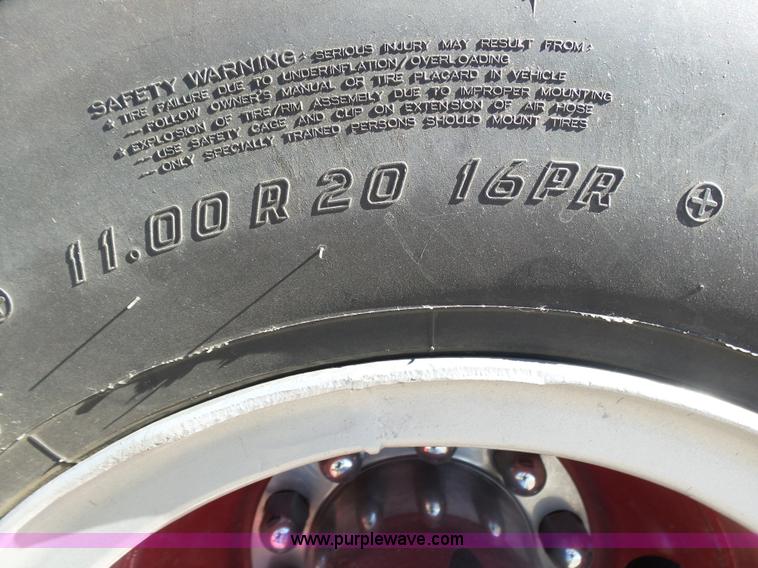 SAFETY WARNING - SERIOUS INJURY MAY RESULT FROM:
TIRE FAILURE DUE TO UNDERINFLATION/OVERLOADING
- FOLLOW OWNER'S MANUAL OR TIRE PLACARD IN VEHICLE
EXPLOSION OF TIRE/RIM ASSEMBLY DUE TO IMPROPER MOUNTING
- USE SAFETY CAGE AND CLIP ON EXTENSION OF AIR HOSE
- ONLY SPECIALLY TRAINED PERSONS SHOULD MOUNT TIRES
11.00 R 20 16PR
www.purplewave.com